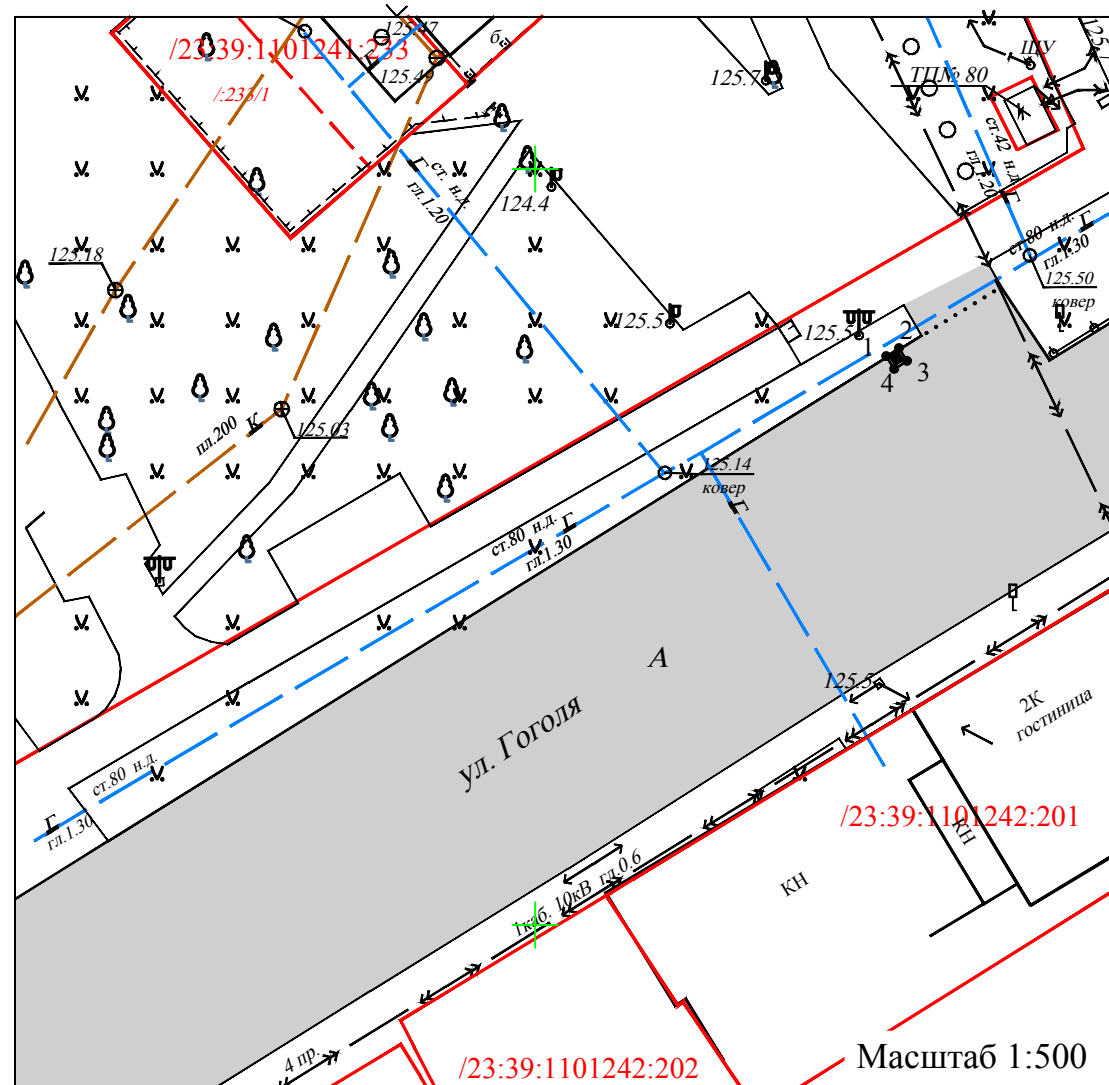 125.47
/23:39:1101241:233
125.49
/:233/1
125.7
ЩУ
ТП№ 80
ст.42 н.д.
гл.1.20
ст. н.д.
гл.1.20
124.4
125.18
ст.80 н.д.
гл.1.30
125.50
ковер
125.5
125.5
1
2
3
4
Г
Г
Г
пл.200
К
125.03
125.14
ковер
Г
ст.80 н.д.
Г
гл.1.30
А
125.5
ул. Гоголя
2К
гостиница
ст.80 н.д.
Г
гл.1.30
/23:39:1101242:201
КН
КН
1каб. 10кВ гл.0.6
4 пр.
/23:39:1101242:202
Масштаб 1:500